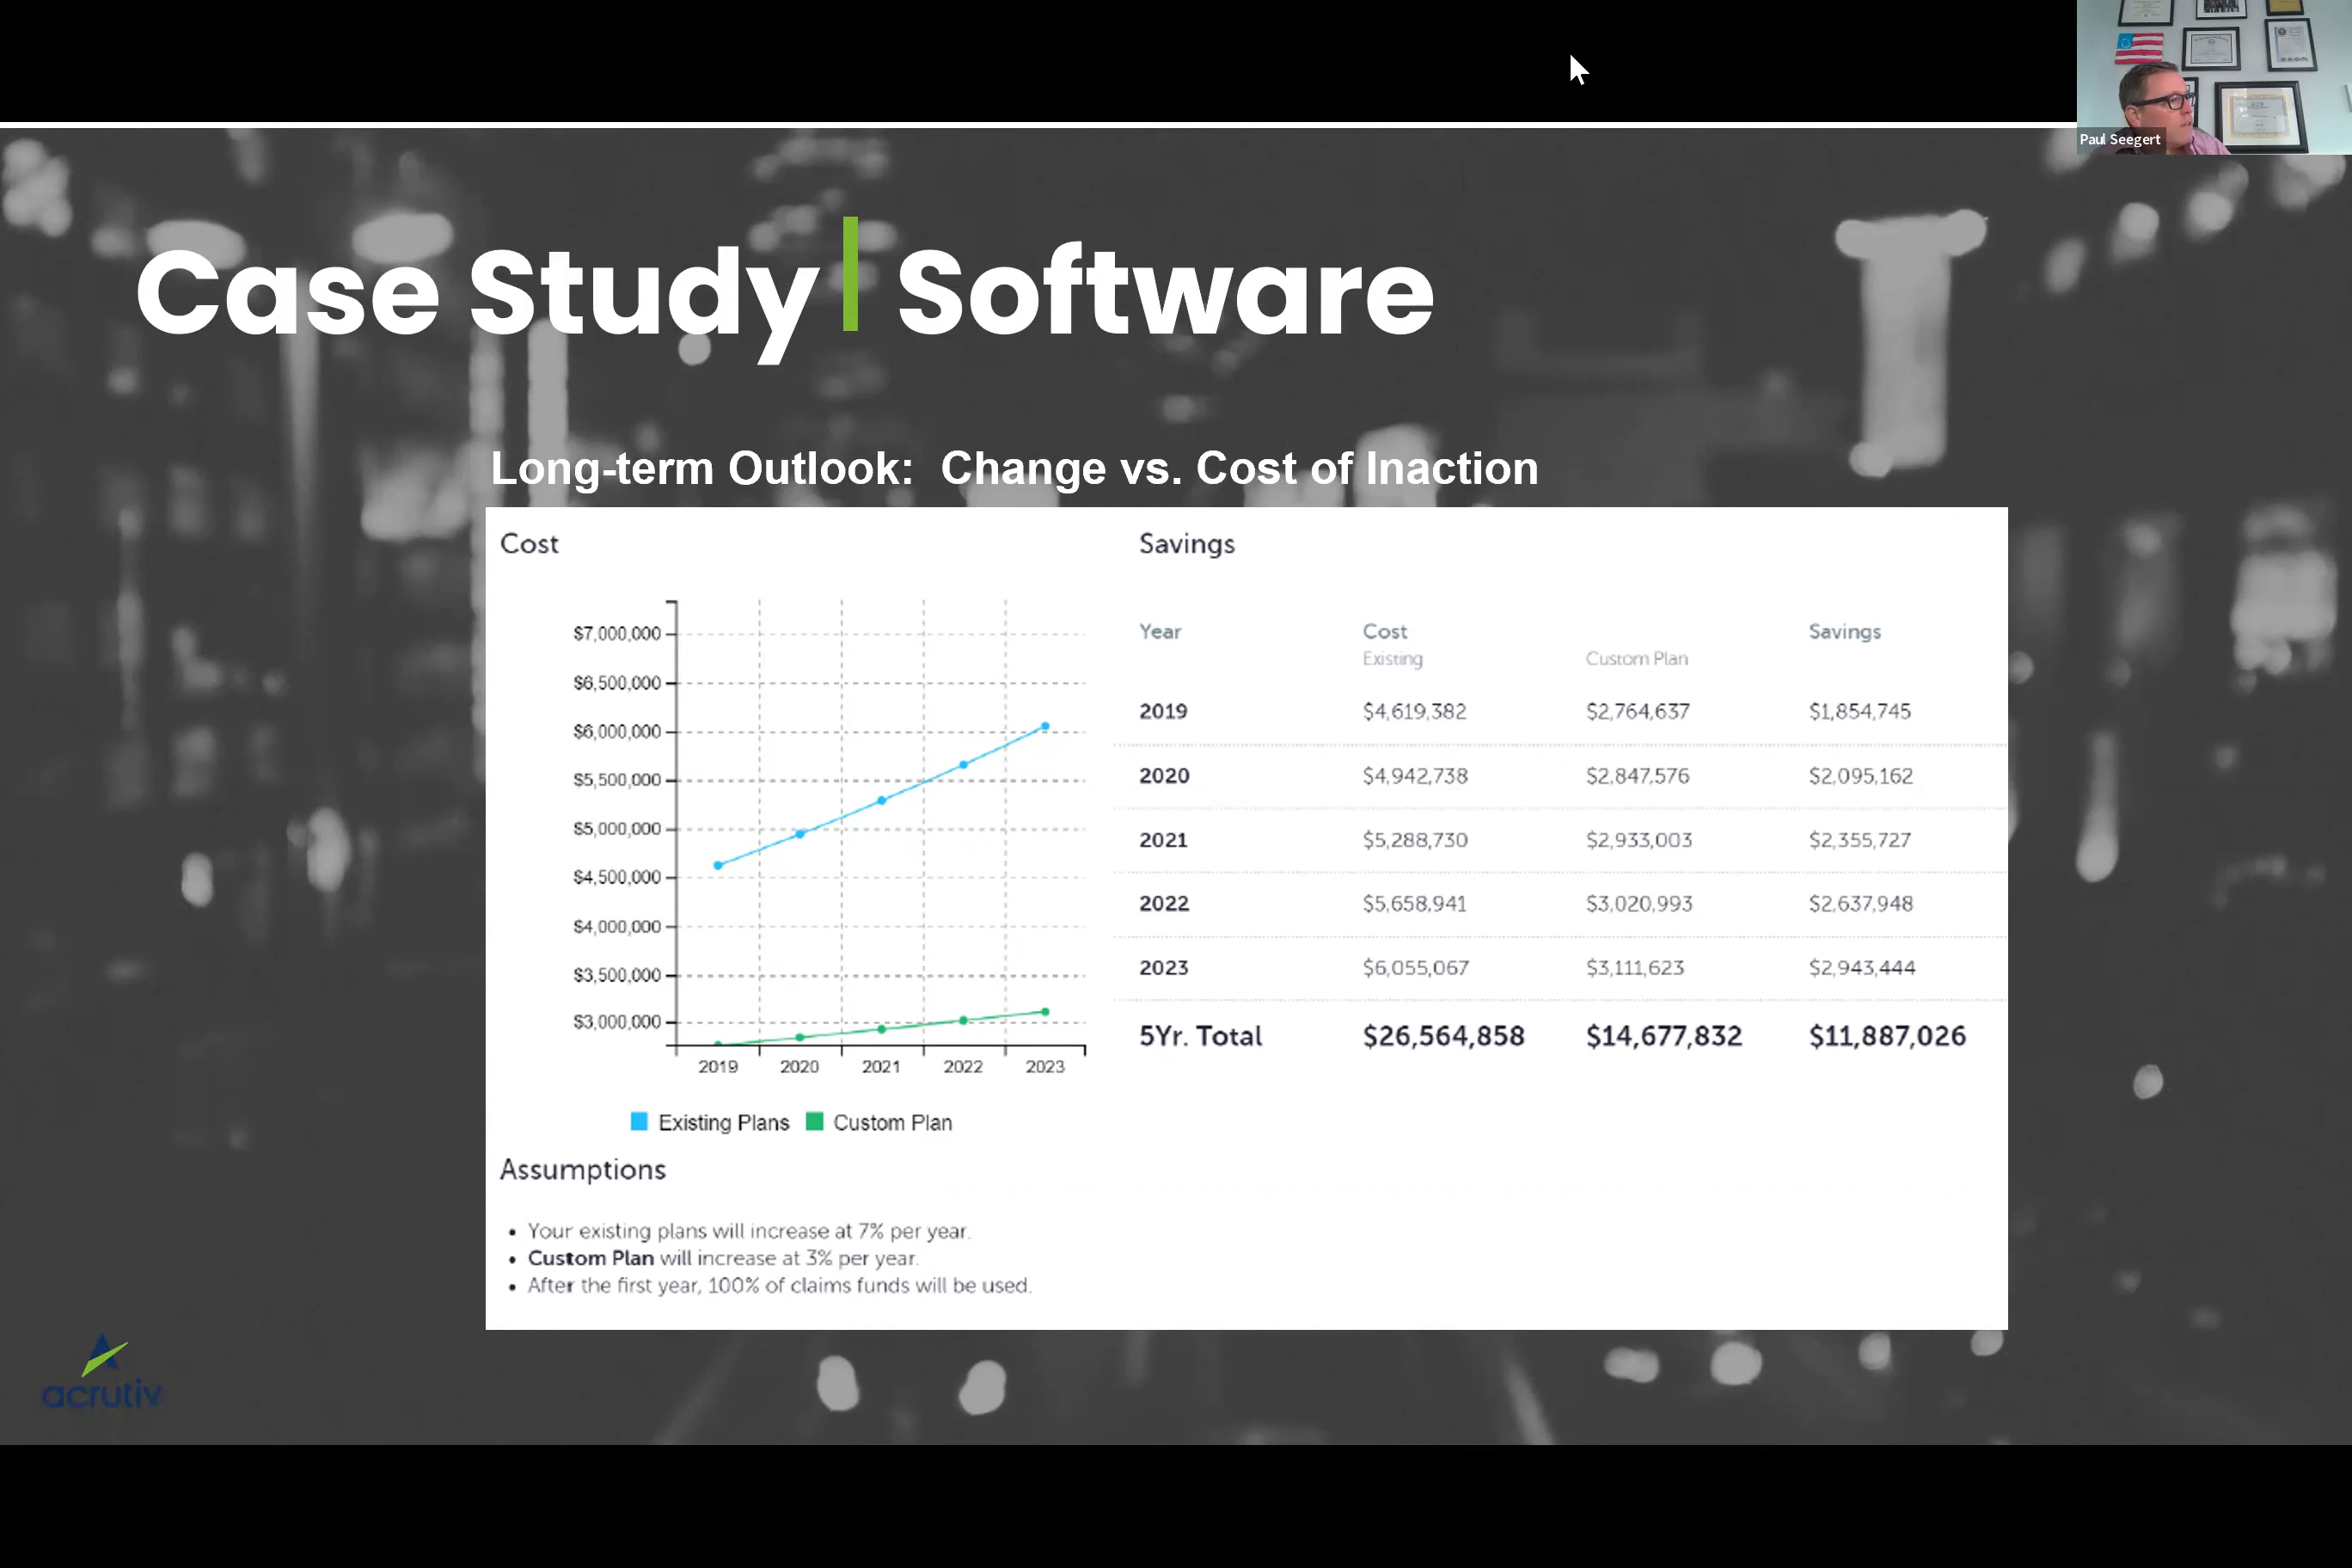 Paul Seegert
Case Study | Software
Long-term Outlook:  Change vs. Cost of Inaction
Cost
$7,000,000
$6,500,000
$6,000,000
$5,500,000
$5,000,000
$4,500,000
$4,000,000
$3,500,000
$3,000,000
2019 2020 2021 2022 2023
Existing Plans Custom Plan
Savings
Year Cost Savings
Existing Custom Plan
2019 $4,619,382 $2,764,637 $1,854,745
2020 $4,942,738 $2,847,576 $2,095,162
2021 $5,288,730 $2,933,003 $2,355,727
2022 $5,658,941 $3,020,993 $2,637,948
2023 $6,055,067 $3,111,623 $2,943,444
5Yr. Total $26,564,858 $14,677,832 $11,887,026
Assumptions
• Your existing plans will increase at 7% per year.
• Custom Plan will increase at 3% per year.
• After the first year, 100% of claims funds will be used.
acrutiv